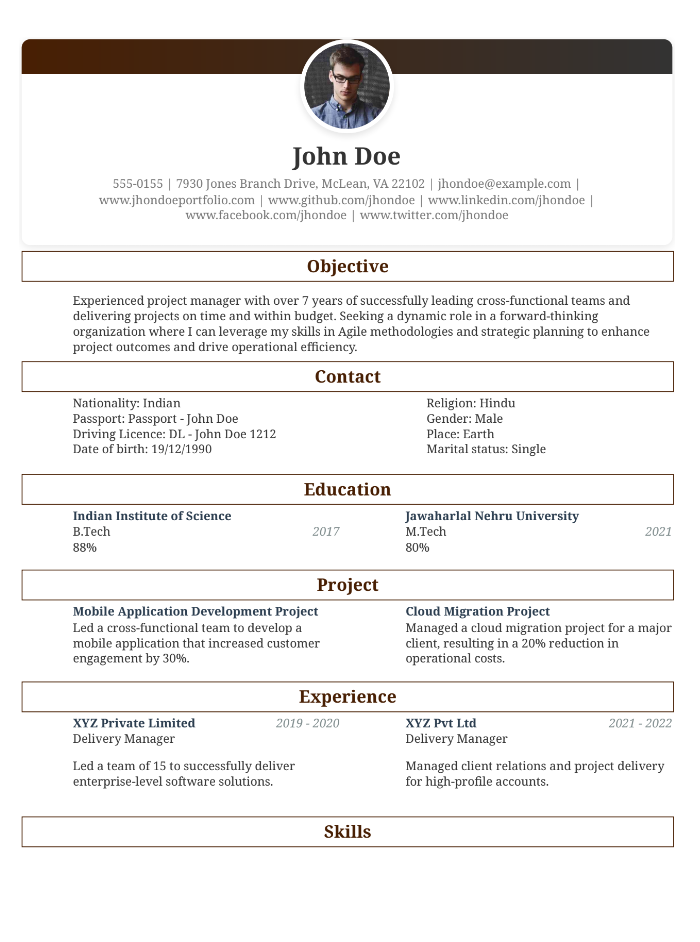 John Doe
555-0155 | 7930 Jones Branch Drive, McLean, VA 22102 | jhondoe@example.com |
www.jhondoeportfolio.com | www.github.com/jhondoe | www.linkedin.com/jhondoe |
www.facebook.com/jhondoe | www.twitter.com/jhondoe
Objective
Experienced project manager with over 7 years of successfully leading cross-functional teams and
delivering projects on time and within budget. Seeking a dynamic role in a forward-thinking
organization where I can leverage my skills in Agile methodologies and strategic planning to enhance
project outcomes and drive operational efficiency.
Contact
Nationality: Indian
Passport: Passport - John Doe
Driving Licence: DL - John Doe 1212
Date of birth: 19/12/1990
Religion: Hindu
Gender: Male
Place: Earth
Marital status: Single
Education
Indian Institute of Science
B.Tech 2017
88%
Jawaharlal Nehru University
M.Tech 2021
80%
Project
Mobile Application Development Project
Led a cross-functional team to develop a
mobile application that increased customer
engagement by 30%.
Cloud Migration Project
Managed a cloud migration project for a major
client, resulting in a 20% reduction in
operational costs.
Experience
XYZ Private Limited 2019 - 2020
Delivery Manager
Led a team of 15 to successfully deliver
enterprise-level software solutions.
XYZ Pvt Ltd 2021 - 2022
Delivery Manager
Managed client relations and project delivery
for high-profile accounts.
Skills